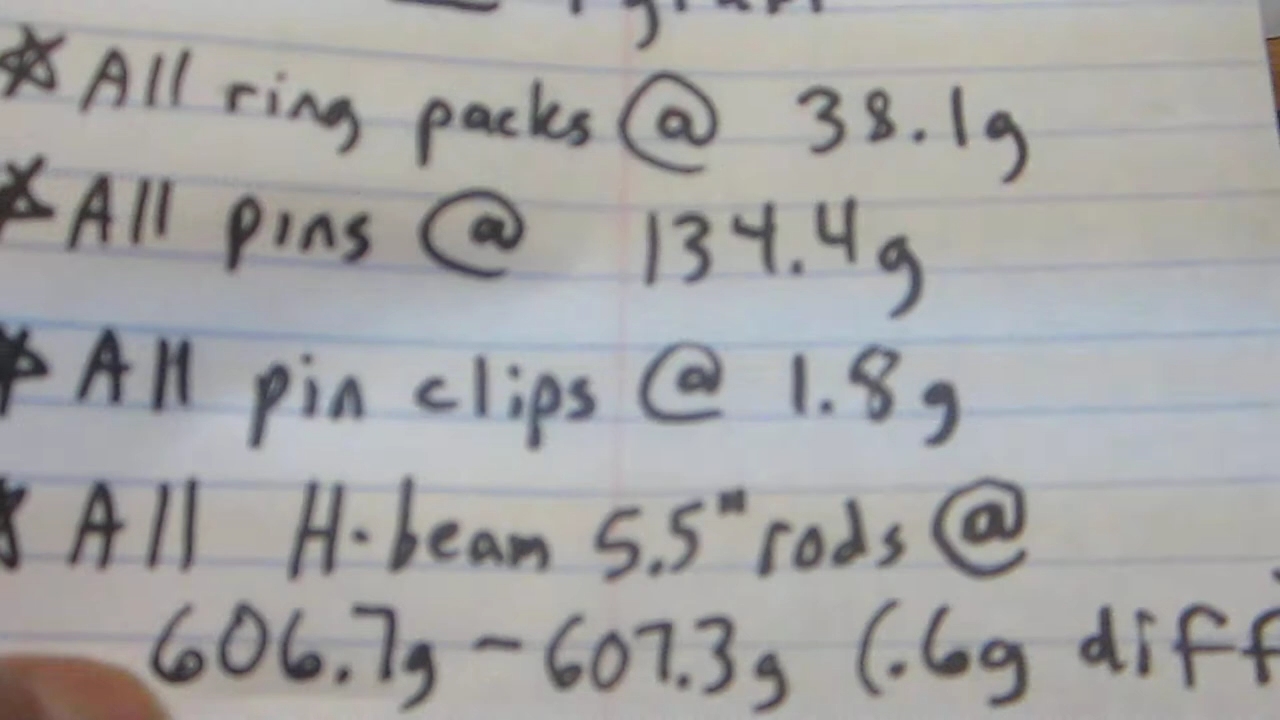 ☆ All ring packs @ 38.1g
☆ All pins @ 134.4g
☆ All pin clips @ 1.8g
☆ All H-beam 5.5" rods @
606.7g - 607.3g (.6g diff